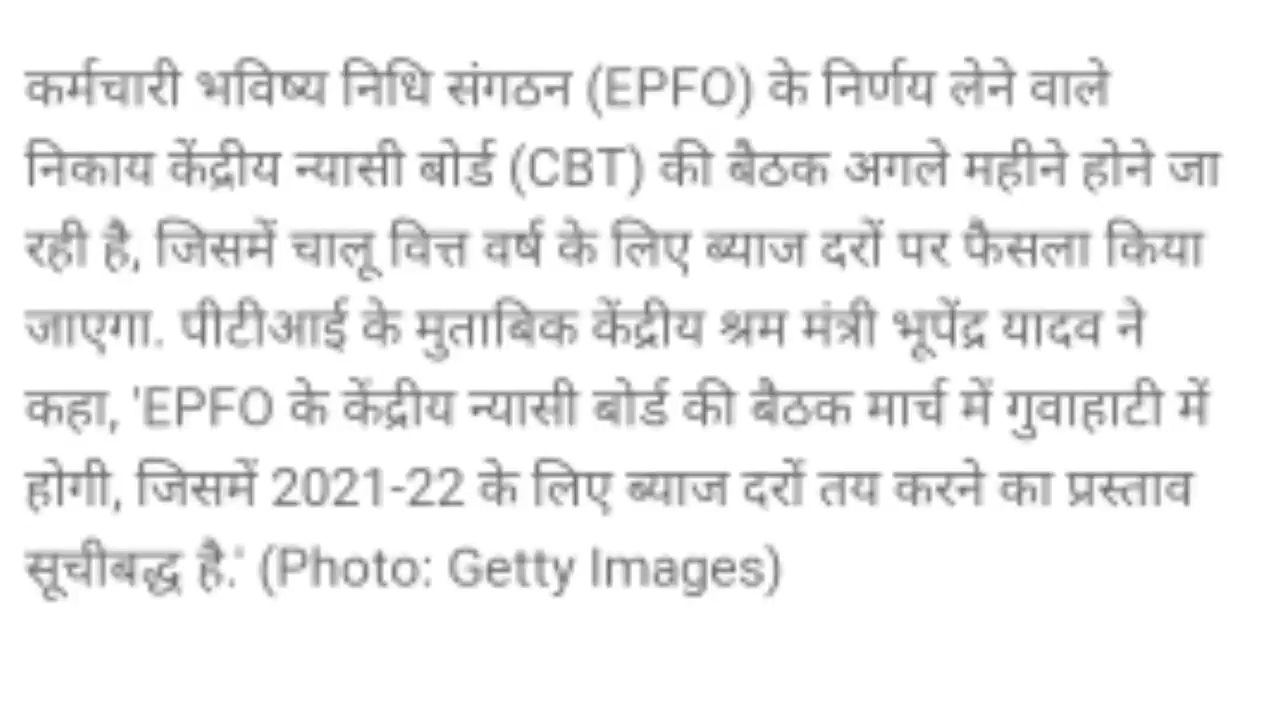 कर्मचारी भविष्य निधि संगठन (EPFO) के निर्णय लेने वाले
निकाय केंद्रीय न्यासी बोर्ड (CBT) की बैठक अगले महीने होने जा
रही है, जिसमें चालू वित्त वर्ष के लिए ब्याज दरों पर फैसला किया
जाएगा. पीटीआई के मुताबिक केंद्रीय श्रम मंत्री भूपेंद्र यादव ने
कहा, 'EPFO के केंद्रीय न्यासी बोर्ड की बैठक मार्च में गुवाहाटी में
होगी, जिसमें 2021-22 के लिए ब्याज दरों तय करने का प्रस्ताव
सूचीबद्ध है.' (Photo: Getty Images)